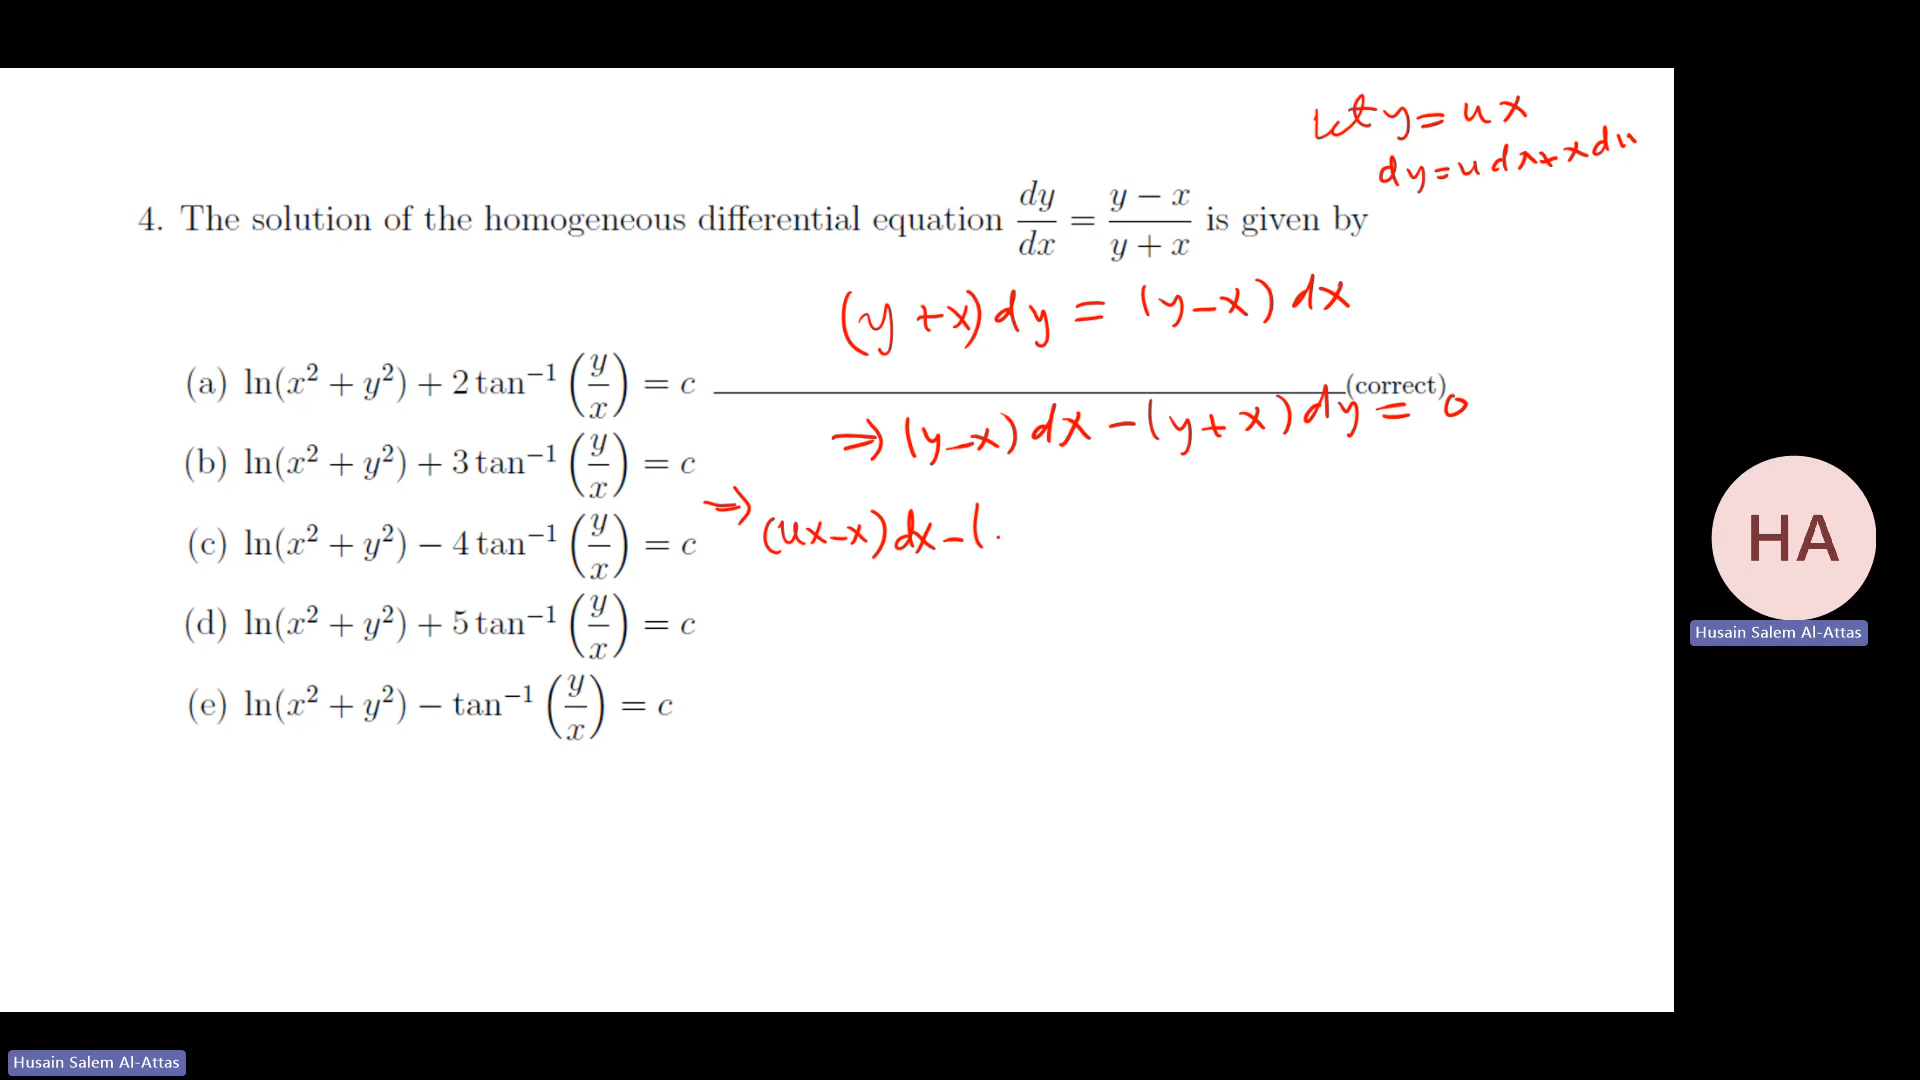 let y = ux
dy = u dx + x du
4. The solution of the homogeneous differential equation dy/dx = (y − x)/(y + x) is given by
(y + x) dy = (y − x) dx
(a) ln(x² + y²) + 2 tan⁻¹ (y/x) = c (correct)
⇒ (y − x) dx − (y + x) dy = 0
(b) ln(x² + y²) + 3 tan⁻¹ (y/x) = c
⇒ (ux − x) dx − (
(c) ln(x² + y²) − 4 tan⁻¹ (y/x) = c
(d) ln(x² + y²) + 5 tan⁻¹ (y/x) = c
(e) ln(x² + y²) − tan⁻¹ (y/x) = c
HA
Husain Salem Al-Attas
Husain Salem Al-Attas